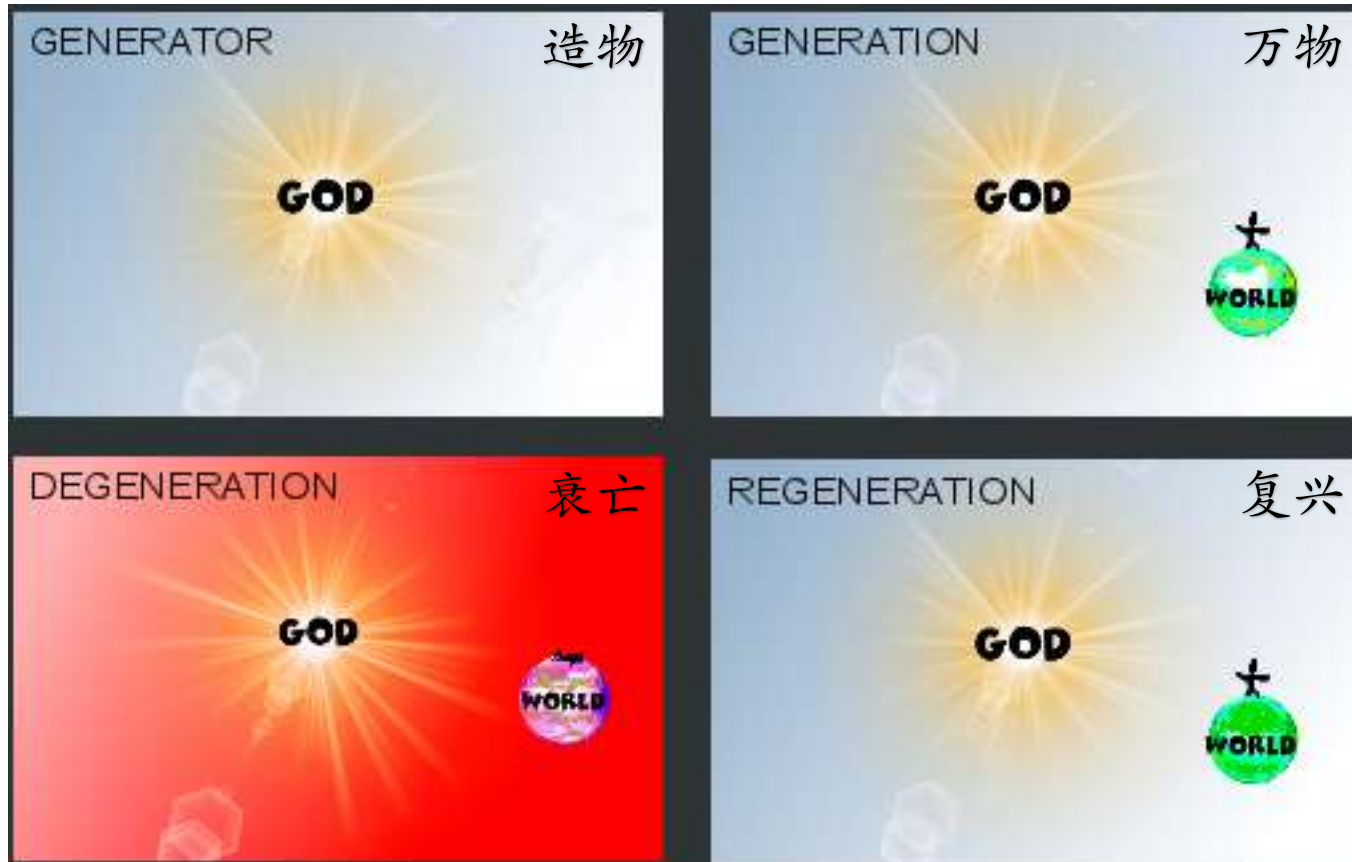 GENERATOR 造物
GOD
GENERATION 万物
GOD
WORLD
DEGENERATION 衰亡
GOD
WORLD
REGENERATION 复兴
GOD
WORLD